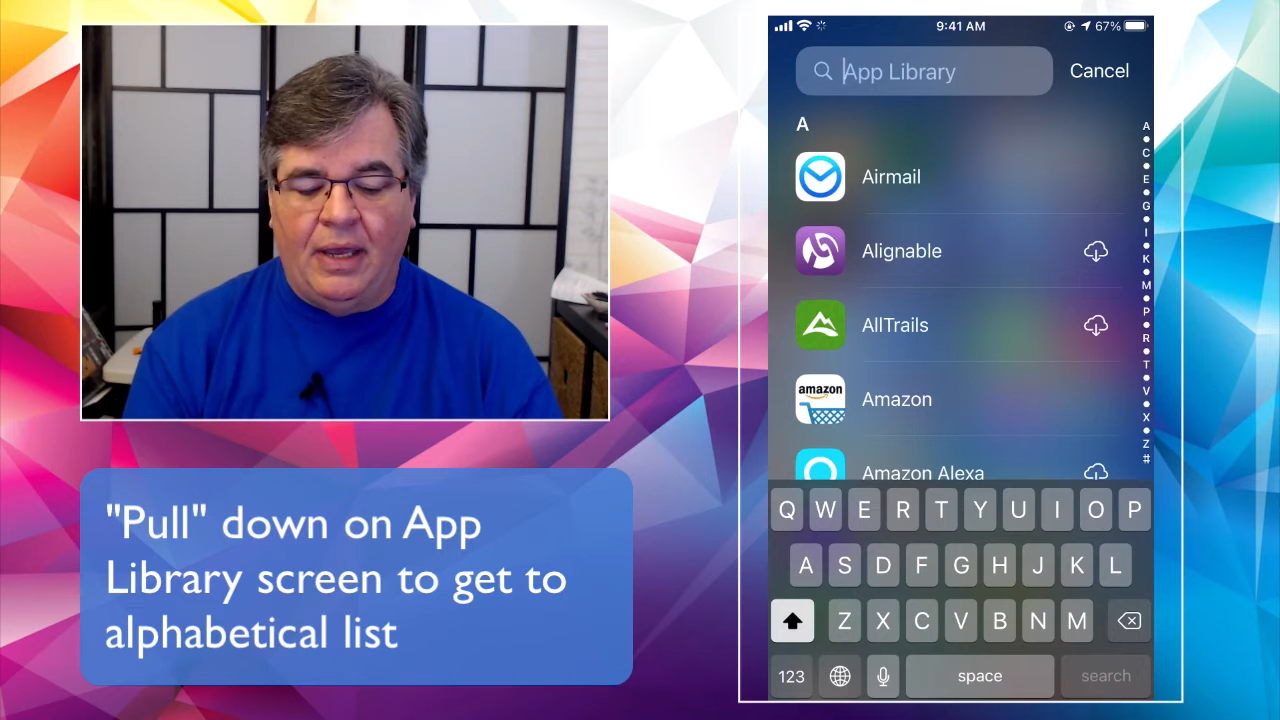 9:41 AM
67%
App Library
Cancel
A
Airmail
Alignable
AllTrails
amazon
Amazon
Amazon Alexa
A
C
E
G
I
K
M
P
R
T
V
X
Z
#
Q W E R T Y U I O P
A S D F G H J K L
Z X C V B N M
123 space search
"Pull" down on App
Library screen to get to
alphabetical list